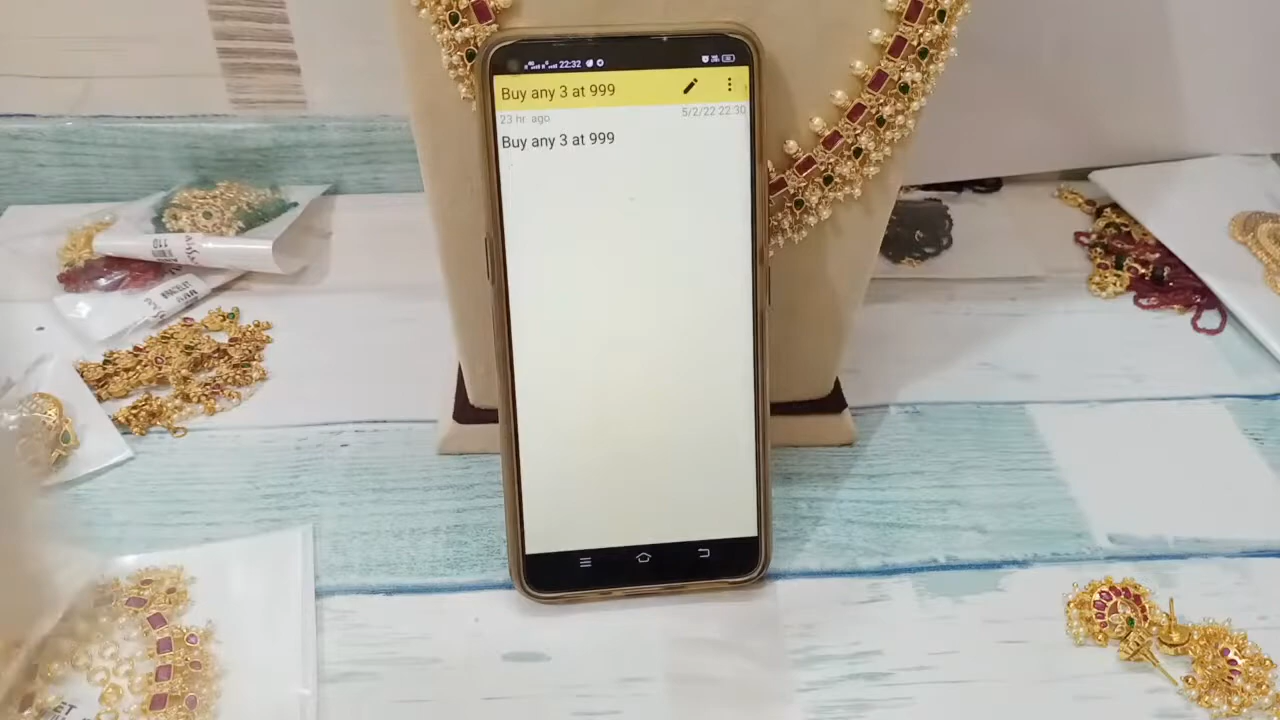 22:32
Buy any 3 at 999
23 hr ago
5/2/22 22:30
Buy any 3 at 999
110